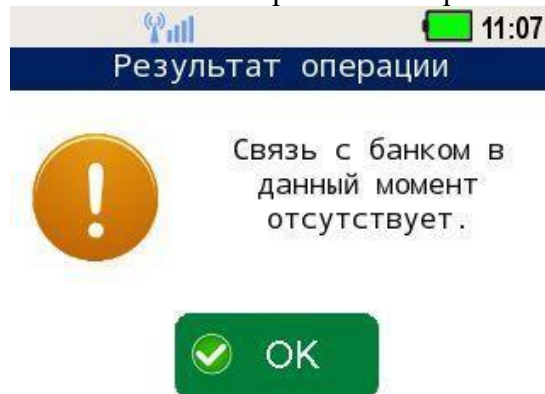 11:07
Результат операции
Связь с банком в
данный момент
отсутствует.
OK